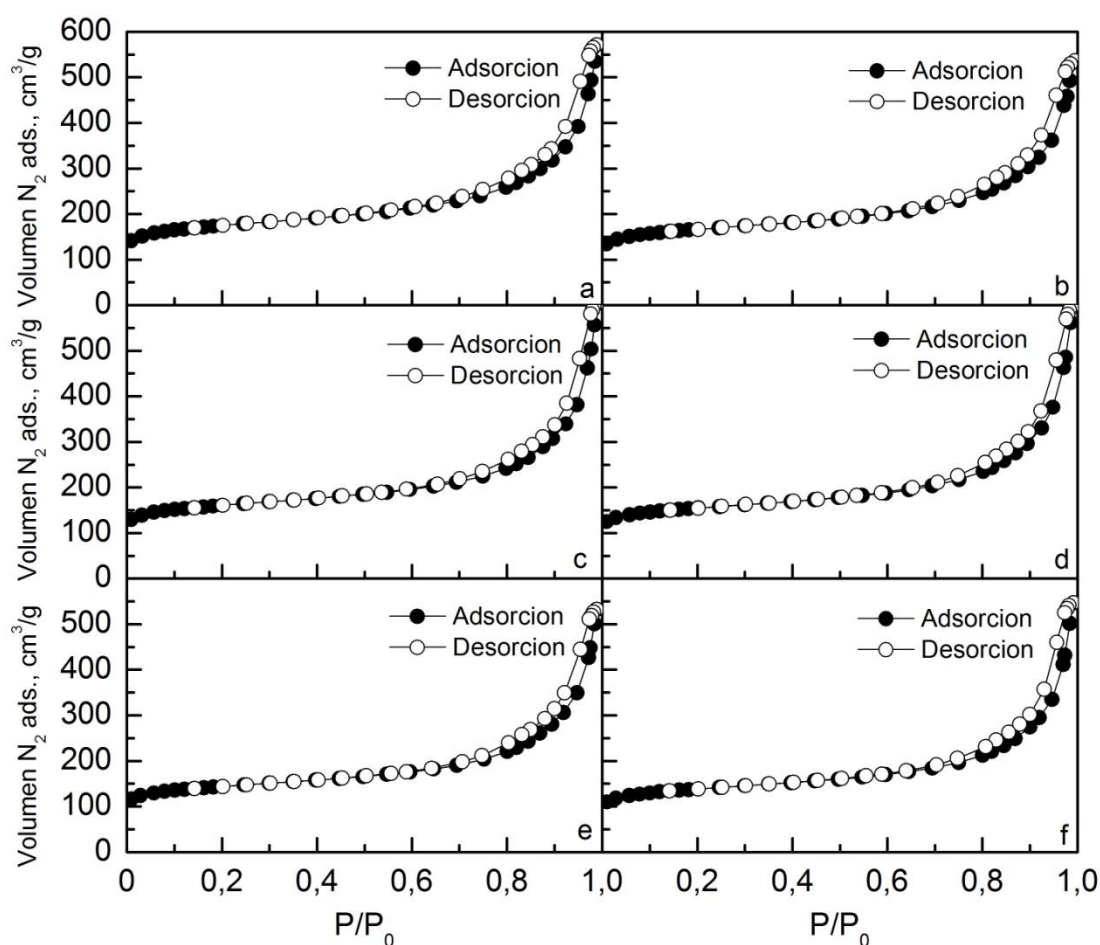 Volumen N₂ ads., cm³/g
600
500
400
300
200
100
0
Adsorcion
Desorcion
a
Adsorcion
Desorcion
b
Volumen N₂ ads., cm³/g
500
400
300
200
100
0
Adsorcion
Desorcion
c
Adsorcion
Desorcion
d
Volumen N₂ ads., cm³/g
500
400
300
200
100
0
Adsorcion
Desorcion
e
Adsorcion
Desorcion
f
0 0,2 0,4 0,6 0,8 1,0 0,2 0,4 0,6 0,8 1,0
P/P₀ P/P₀